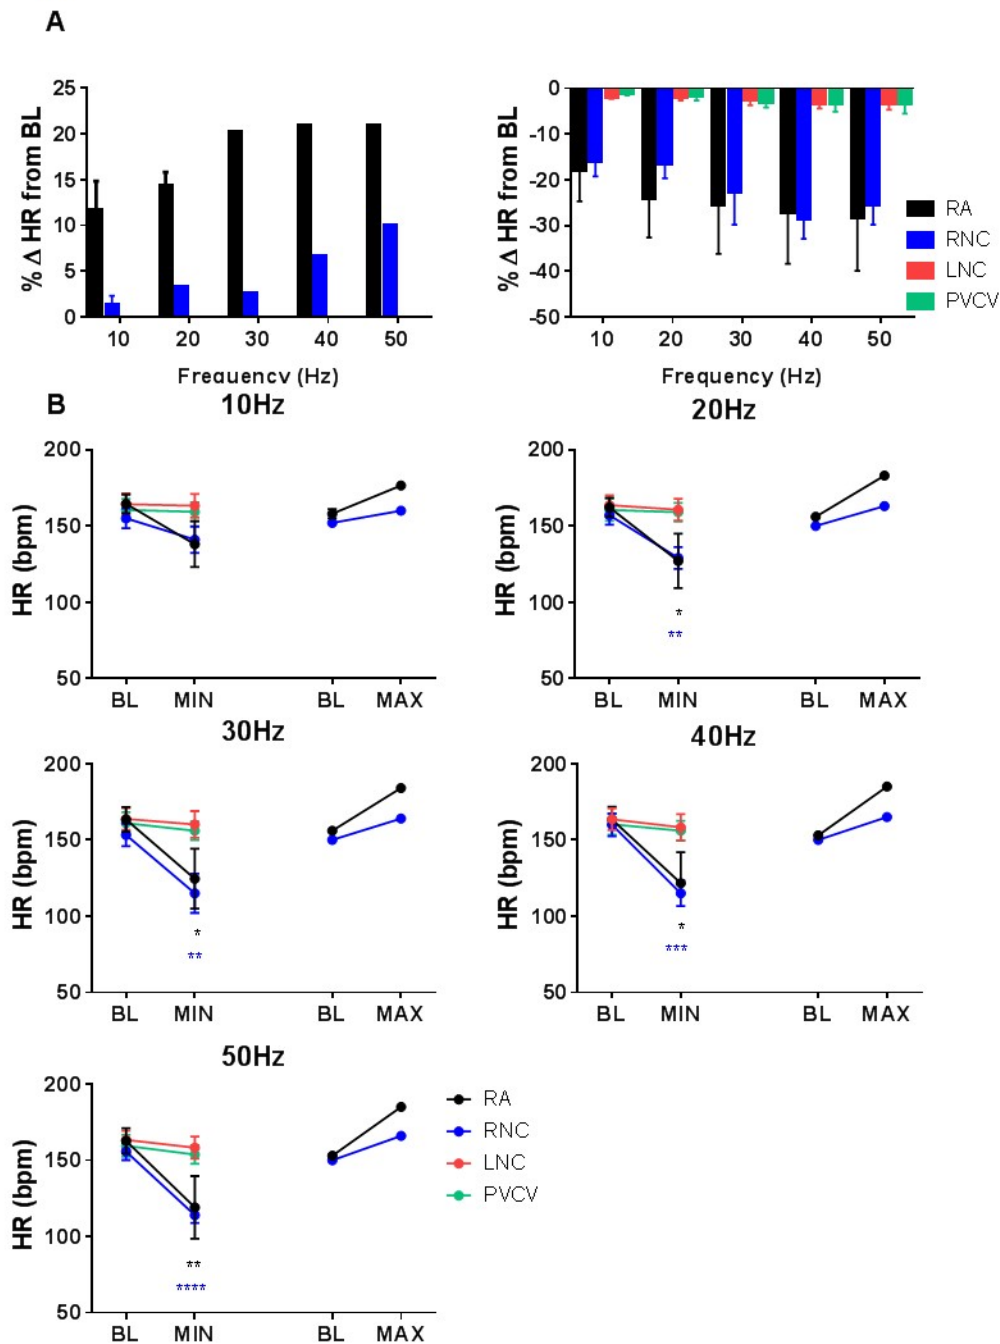 A
% Δ HR from BL
25
20
15
10
5
0
10 20 30 40 50
Frequency (Hz)
% Δ HR from BL
0
-10
-20
-30
-40
-50
10 20 30 40 50
Frequency (Hz)
RA
RNC
LNC
PVCV
B
10Hz
HR (bpm)
200
150
100
50
BL MIN BL MAX
20Hz
HR (bpm)
200
150
100
50
*
**
BL MIN BL MAX
30Hz
HR (bpm)
200
150
100
50
*
**
BL MIN BL MAX
40Hz
HR (bpm)
200
150
100
50
*
***
BL MIN BL MAX
50Hz
HR (bpm)
200
150
100
50
**
****
BL MIN BL MAX
RA
RNC
LNC
PVCV